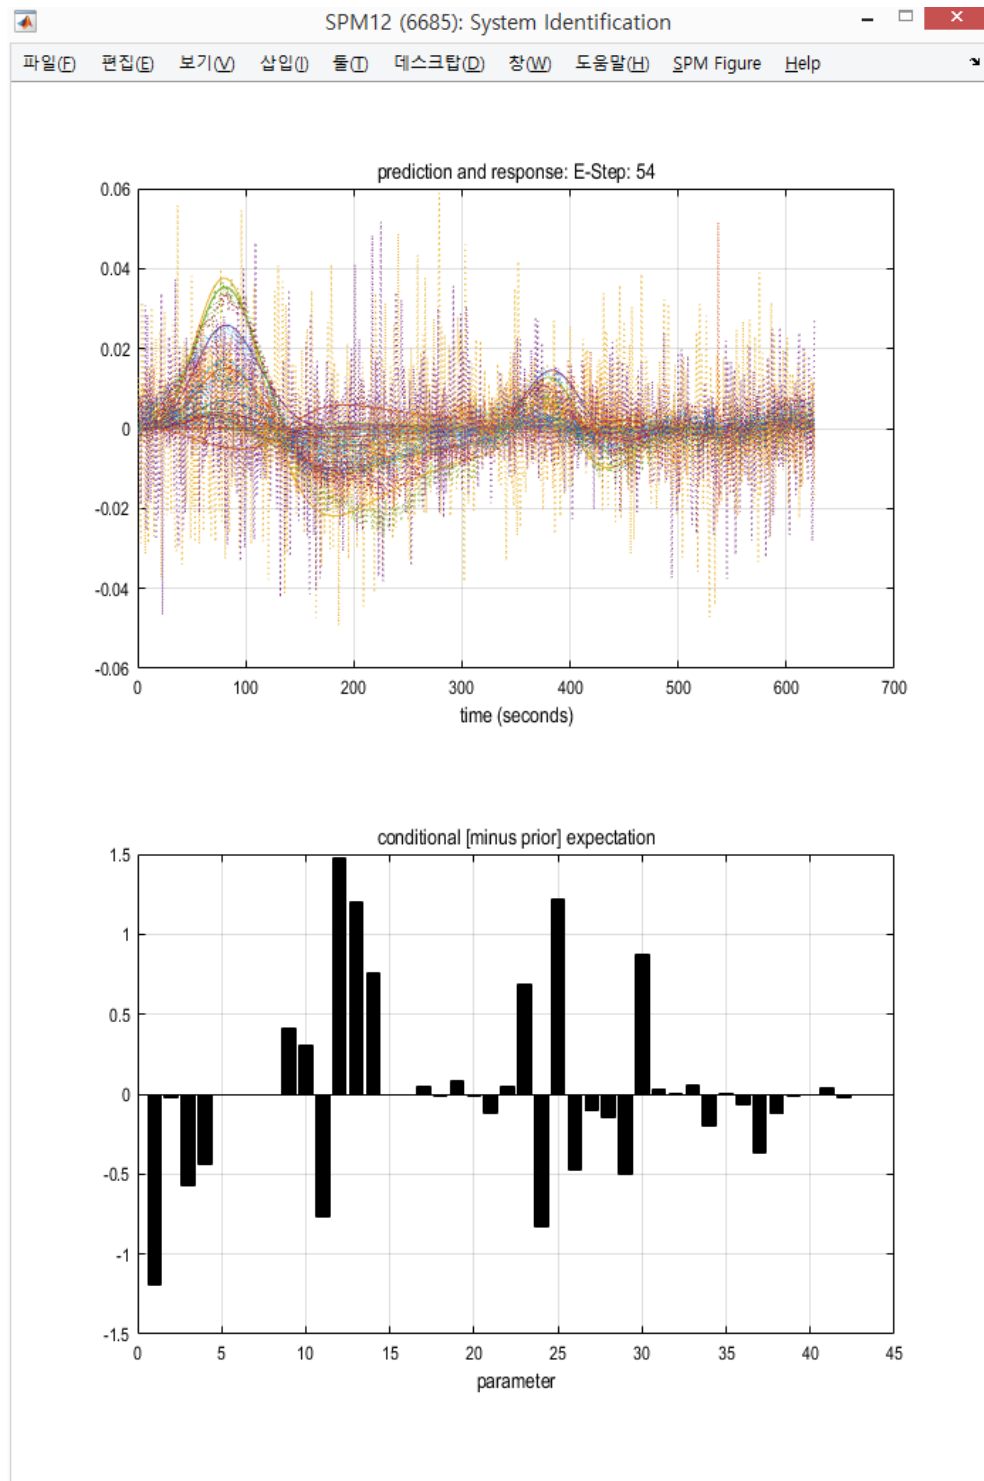 SPM12 (6685): System Identification
파일(F) 편집(E) 보기(V) 삽입(I) 툴(T) 데스크탑(D) 창(W) 도움말(H) SPM Figure Help
prediction and response: E-Step: 54
0.06
0.04
0.02
0
-0.02
-0.04
-0.06
0 100 200 300 400 500 600 700
time (seconds)
conditional [minus prior] expectation
1.5
1
0.5
0
-0.5
-1
-1.5
0 5 10 15 20 25 30 35 40 45
parameter